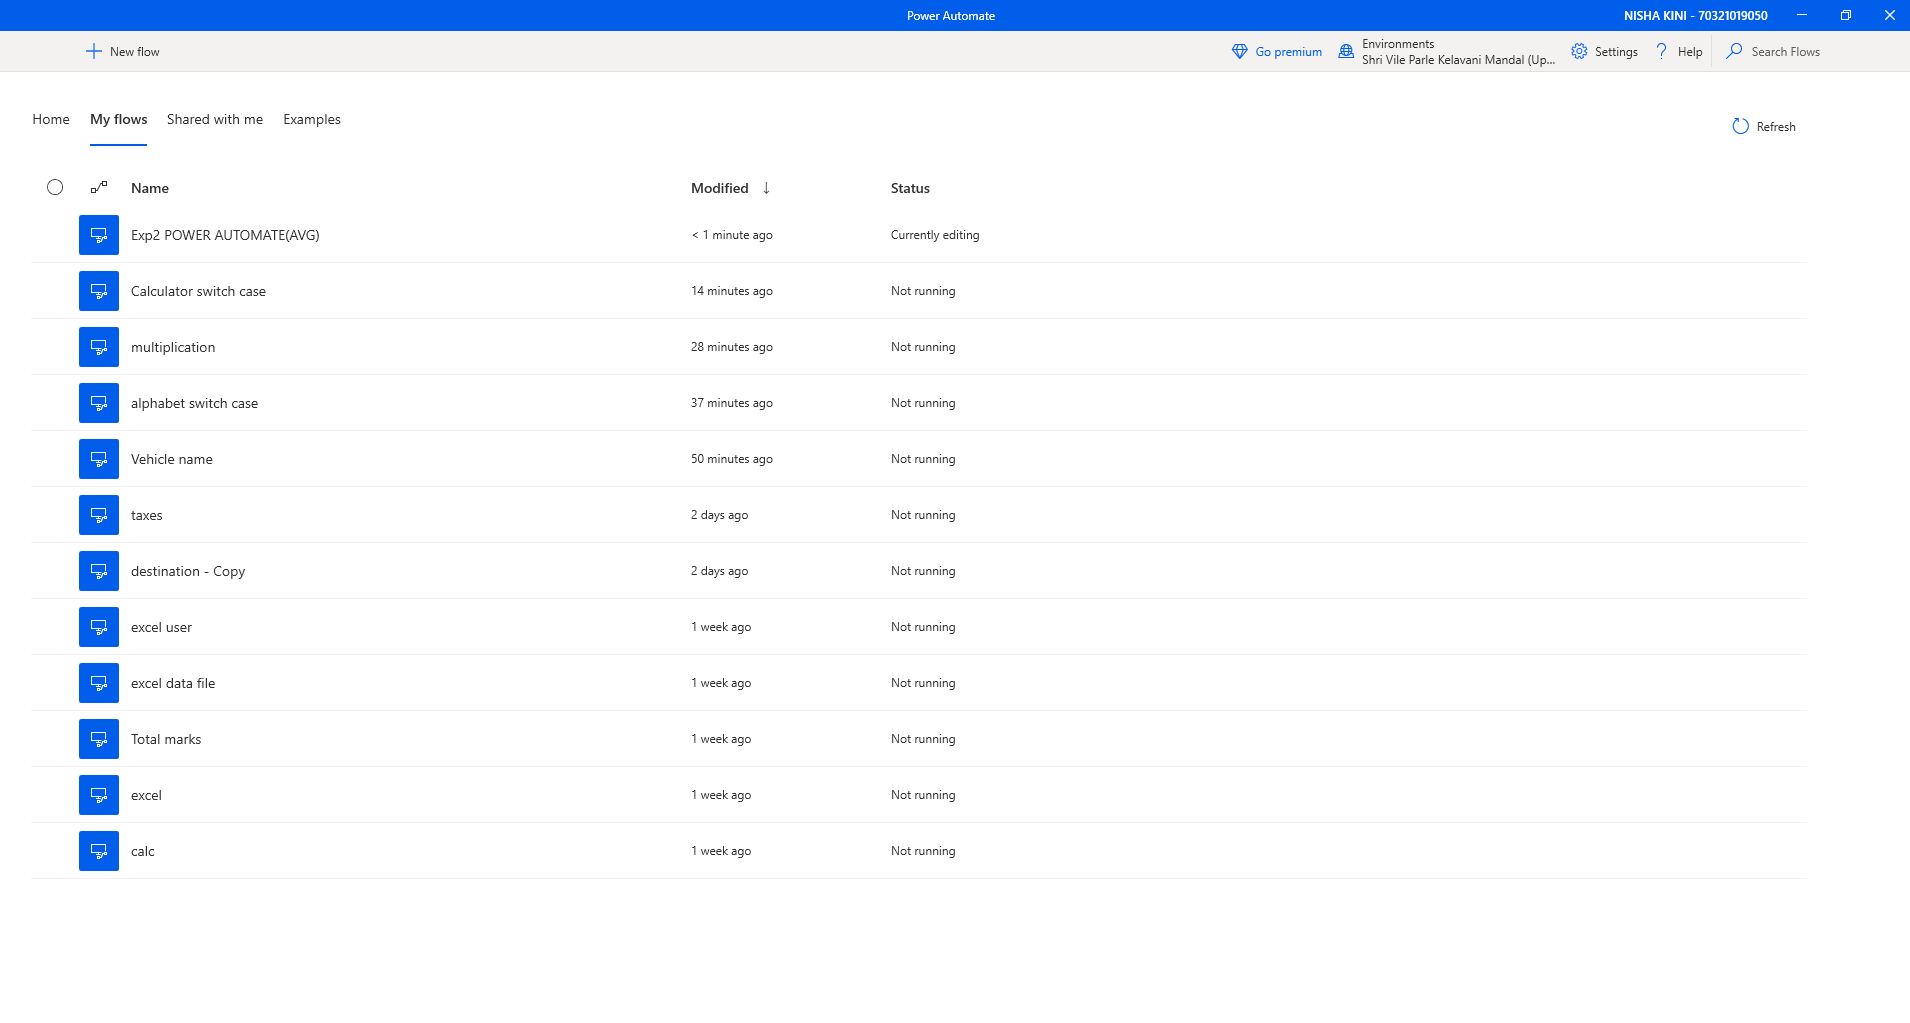 Power Automate
NISHA KINI - 70321019050
New flow
Go premium
Environments
Shri Vile Parle Kelavani Mandal (Up...
Settings
Help
Search Flows
Home My flows Shared with me Examples
Refresh
Name Modified Status
Exp2 POWER AUTOMATE(AVG) < 1 minute ago Currently editing
Calculator switch case 14 minutes ago Not running
multiplication 28 minutes ago Not running
alphabet switch case 37 minutes ago Not running
Vehicle name 50 minutes ago Not running
taxes 2 days ago Not running
destination - Copy 2 days ago Not running
excel user 1 week ago Not running
excel data file 1 week ago Not running
Total marks 1 week ago Not running
excel 1 week ago Not running
calc 1 week ago Not running